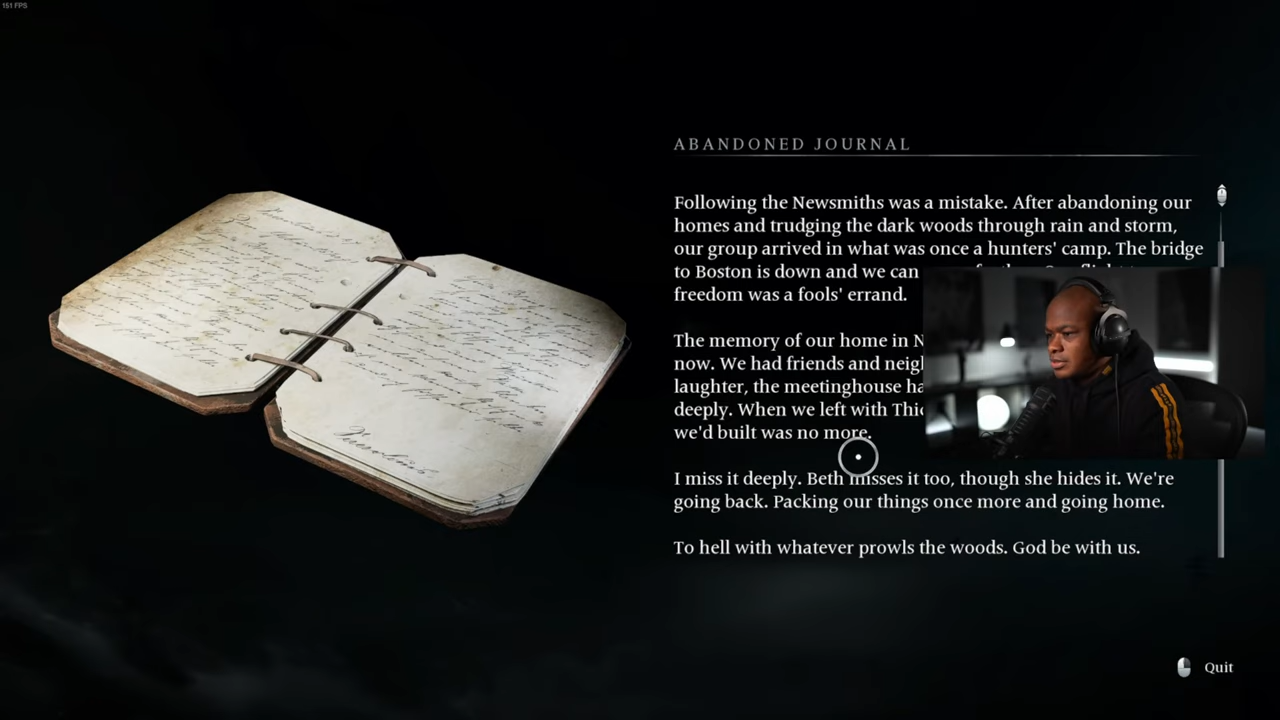 151 FPS
ABANDONED JOURNAL
Following the Newsmiths was a mistake. After abandoning our
homes and trudging the dark woods through rain and storm,
our group arrived in what was once a hunters' camp. The bridge
to Boston is down and we can
freedom was a fools' errand.
The memory of our home in N
now. We had friends and neig
laughter, the meetinghouse ha
deeply. When we left with Thi
we'd built was no more.
I miss it deeply. Beth misses it too, though she hides it. We're
going back. Packing our things once more and going home.
To hell with whatever prowls the woods. God be with us.
Quit